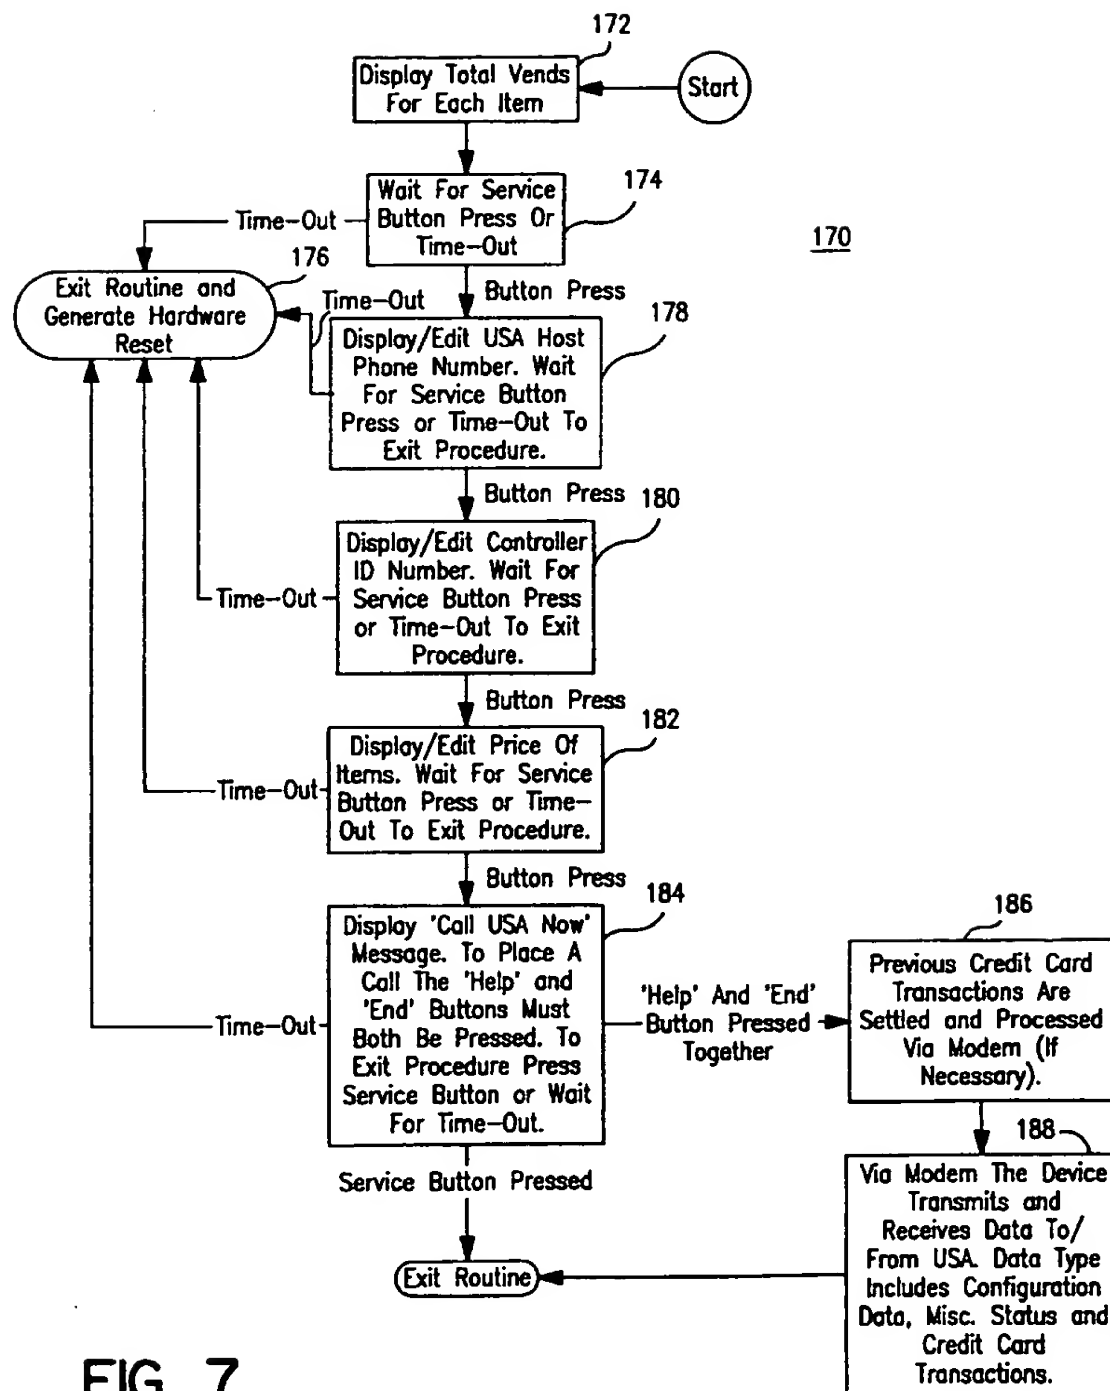 172
Display Total Vends
For Each Item
Start
Wait For Service
Button Press Or
Time-Out
174
Time-Out
170
176
Exit Routine and
Generate Hardware
Reset
Button Press
Time-Out
178
Display/Edit USA Host
Phone Number. Wait
For Service Button
Press or Time-Out To
Exit Procedure.
Button Press
180
Display/Edit Controller
ID Number. Wait For
Service Button Press
or Time-Out To Exit
Procedure.
Time-Out
Button Press
182
Display/Edit Price Of
Items. Wait For Service
Button Press or Time-
Out To Exit Procedure.
Time-Out
Button Press
184
Display 'Call USA Now'
Message. To Place A
Call The 'Help' and
'End' Buttons Must
Both Be Pressed. To
Exit Procedure Press
Service Button or Wait
For Time-Out.
Time-Out
'Help' And 'End'
Button Pressed
Together
186
Previous Credit Card
Transactions Are
Settled and Processed
Via Modem (If
Necessary).
188
Via Modem The Device
Transmits and
Receives Data To/
From USA. Data Type
Includes Configuration
Data, Misc. Status and
Credit Card
Transactions.
Service Button Pressed
Exit Routine
FIG. 7